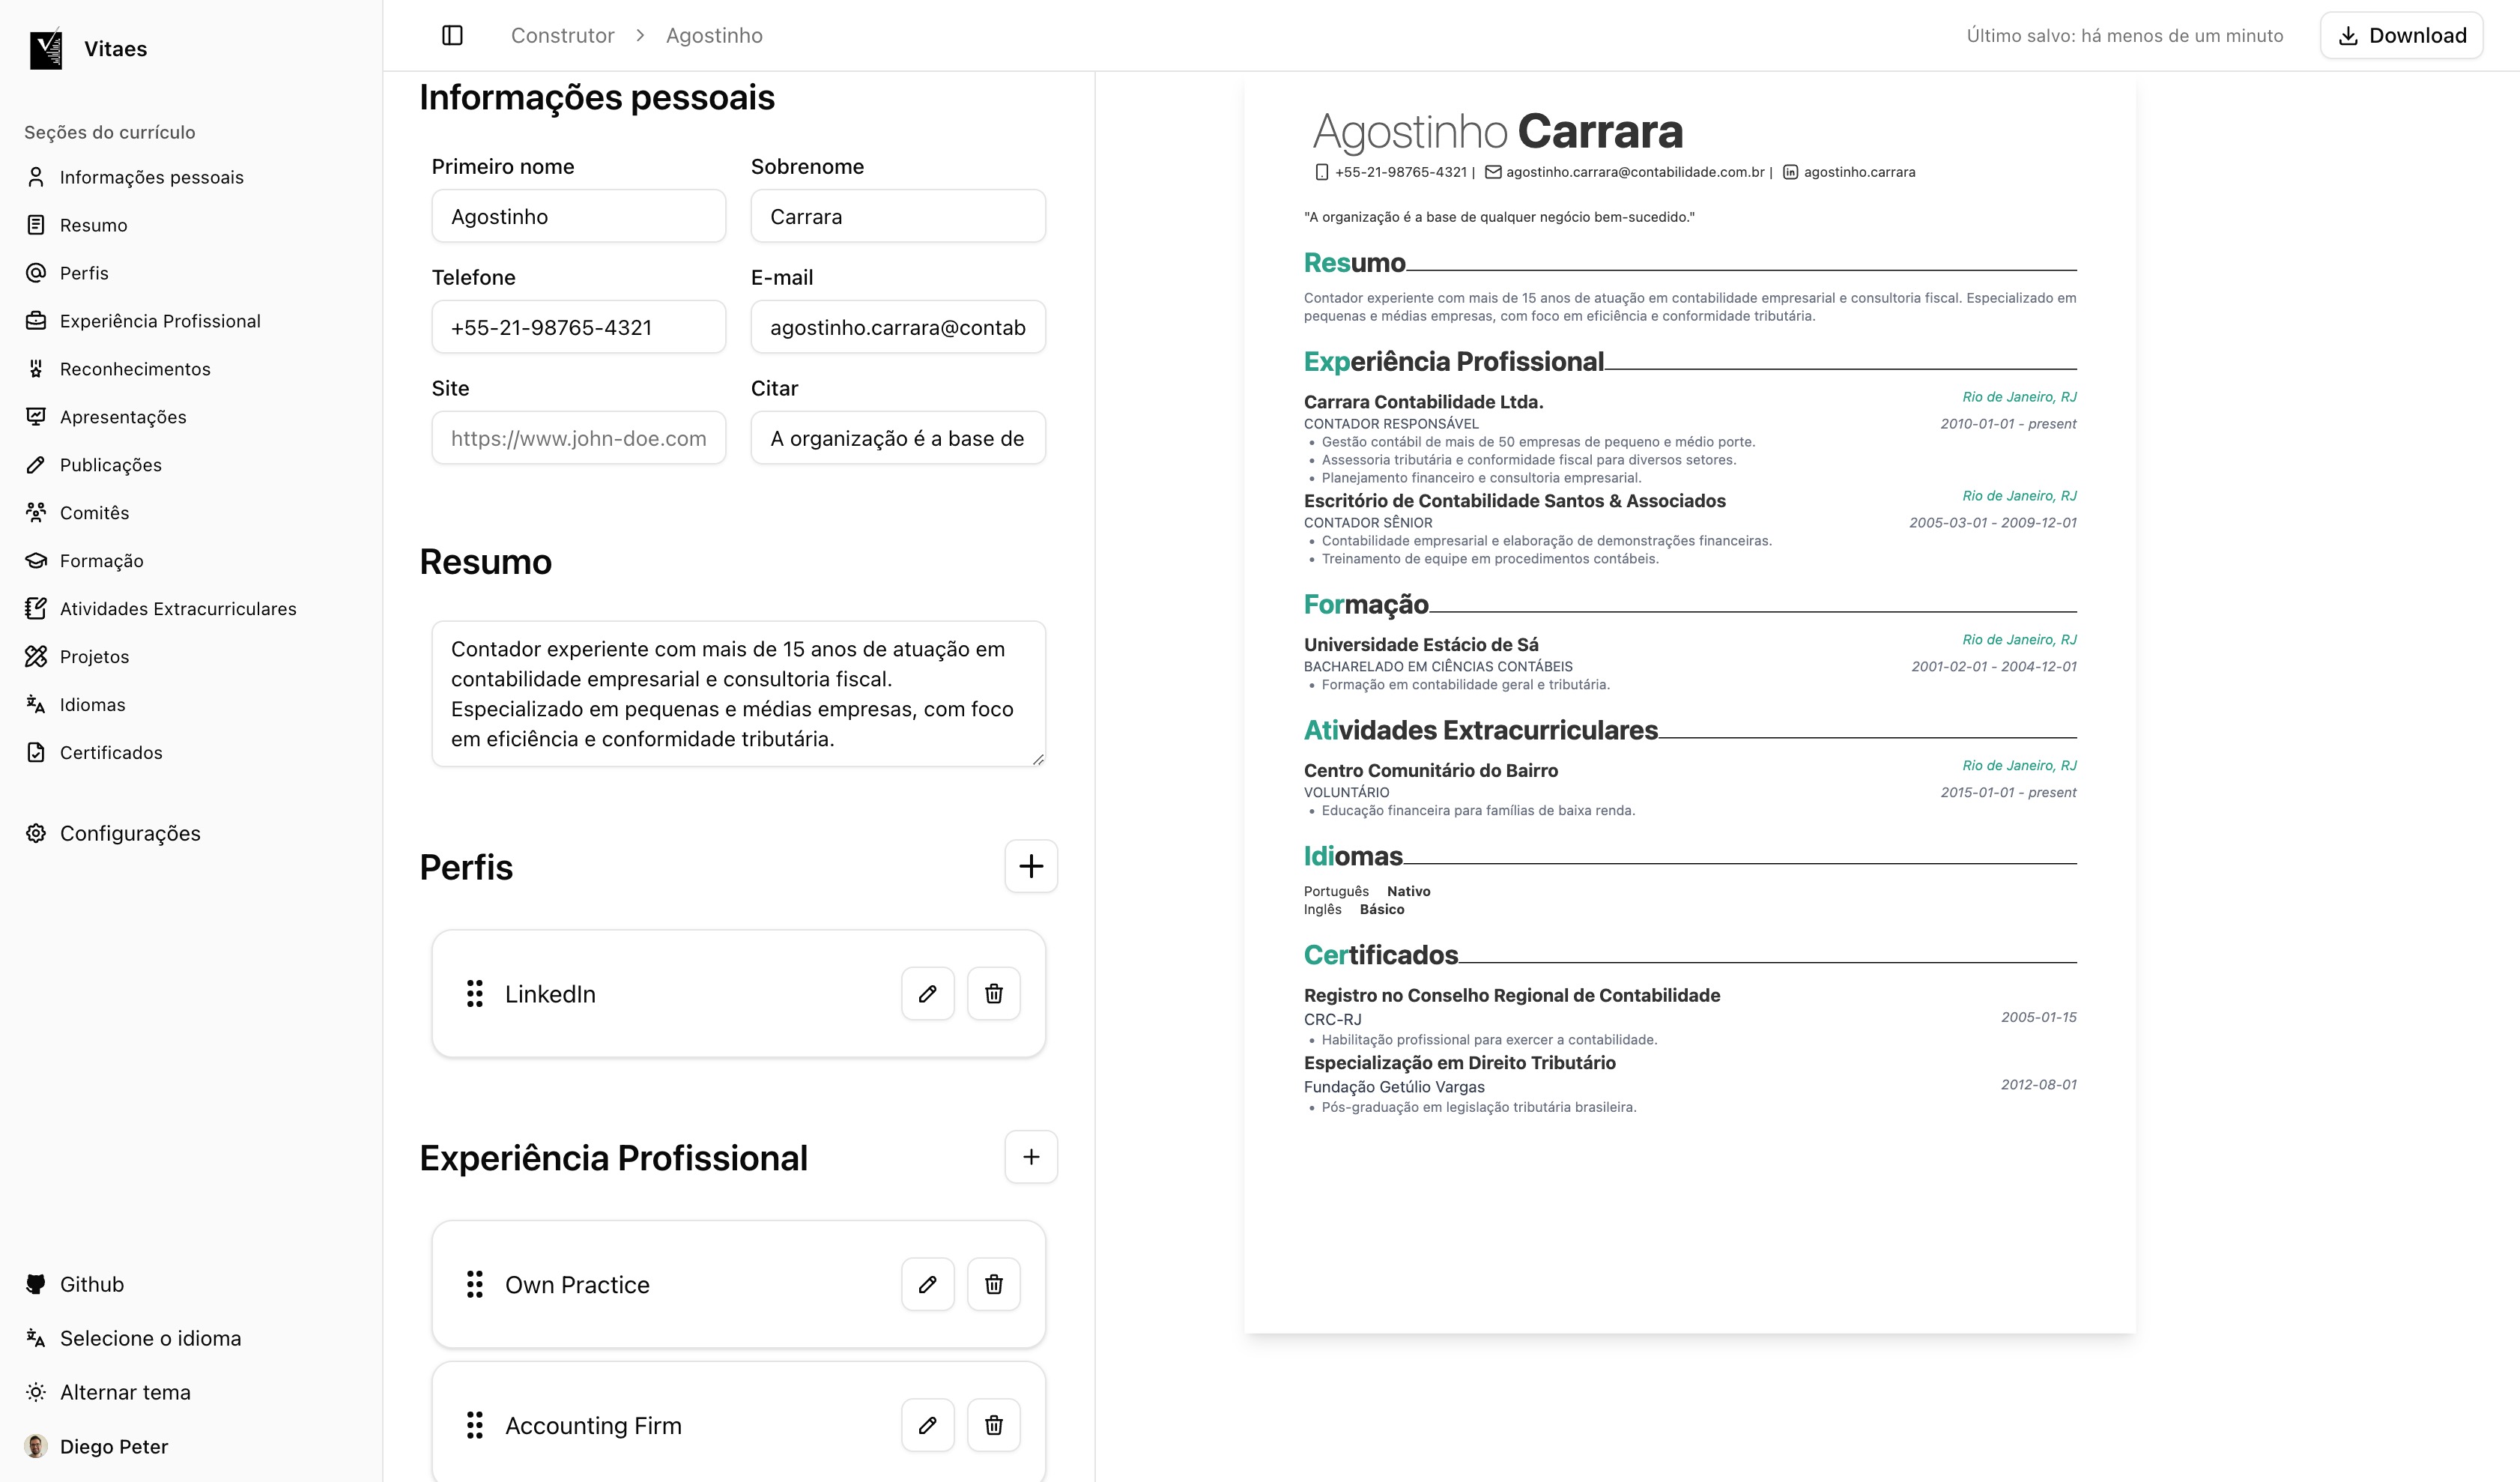 Vitaes
Seções do currículo
Informações pessoais
Resumo
Perfis
Experiência Profissional
Reconhecimentos
Apresentações
Publicações
Comitês
Formação
Atividades Extracurriculares
Projetos
Idiomas
Certificados
Configurações
Github
Selecione o idioma
Alternar tema
Diego Peter
Construtor > Agostinho
Último salvo: há menos de um minuto
Download
Informações pessoais
Primeiro nome
Sobrenome
Agostinho
Carrara
Telefone
E-mail
+55-21-98765-4321
agostinho.carrara@contab
Site
Citar
https://www.john-doe.com
A organização é a base de
Resumo
Contador experiente com mais de 15 anos de atuação em
contabilidade empresarial e consultoria fiscal.
Especializado em pequenas e médias empresas, com foco
em eficiência e conformidade tributária.
Perfis
LinkedIn
Experiência Profissional
Own Practice
Accounting Firm
Agostinho Carrara
+55-21-98765-4321 | agostinho.carrara@contabilidade.com.br | agostinho.carrara
"A organização é a base de qualquer negócio bem-sucedido."
Resumo
Contador experiente com mais de 15 anos de atuação em contabilidade empresarial e consultoria fiscal. Especializado em
pequenas e médias empresas, com foco em eficiência e conformidade tributária.
Experiência Profissional
Carrara Contabilidade Ltda.
Rio de Janeiro, RJ
CONTADOR RESPONSÁVEL
2010-01-01 - present
• Gestão contábil de mais de 50 empresas de pequeno e médio porte.
• Assessoria tributária e conformidade fiscal para diversos setores.
• Planejamento financeiro e consultoria empresarial.
Escritório de Contabilidade Santos & Associados
Rio de Janeiro, RJ
CONTADOR SÊNIOR
2005-03-01 - 2009-12-01
• Contabilidade empresarial e elaboração de demonstrações financeiras.
• Treinamento de equipe em procedimentos contábeis.
Formação
Universidade Estácio de Sá
Rio de Janeiro, RJ
BACHARELADO EM CIÊNCIAS CONTÁBEIS
2001-02-01 - 2004-12-01
• Formação em contabilidade geral e tributária.
Atividades Extracurriculares
Centro Comunitário do Bairro
Rio de Janeiro, RJ
VOLUNTÁRIO
2015-01-01 - present
• Educação financeira para famílias de baixa renda.
Idiomas
Português Nativo
Inglês Básico
Certificados
Registro no Conselho Regional de Contabilidade
CRC-RJ
2005-01-15
• Habilitação profissional para exercer a contabilidade.
Especialização em Direito Tributário
Fundação Getúlio Vargas
2012-08-01
• Pós-graduação em legislação tributária brasileira.